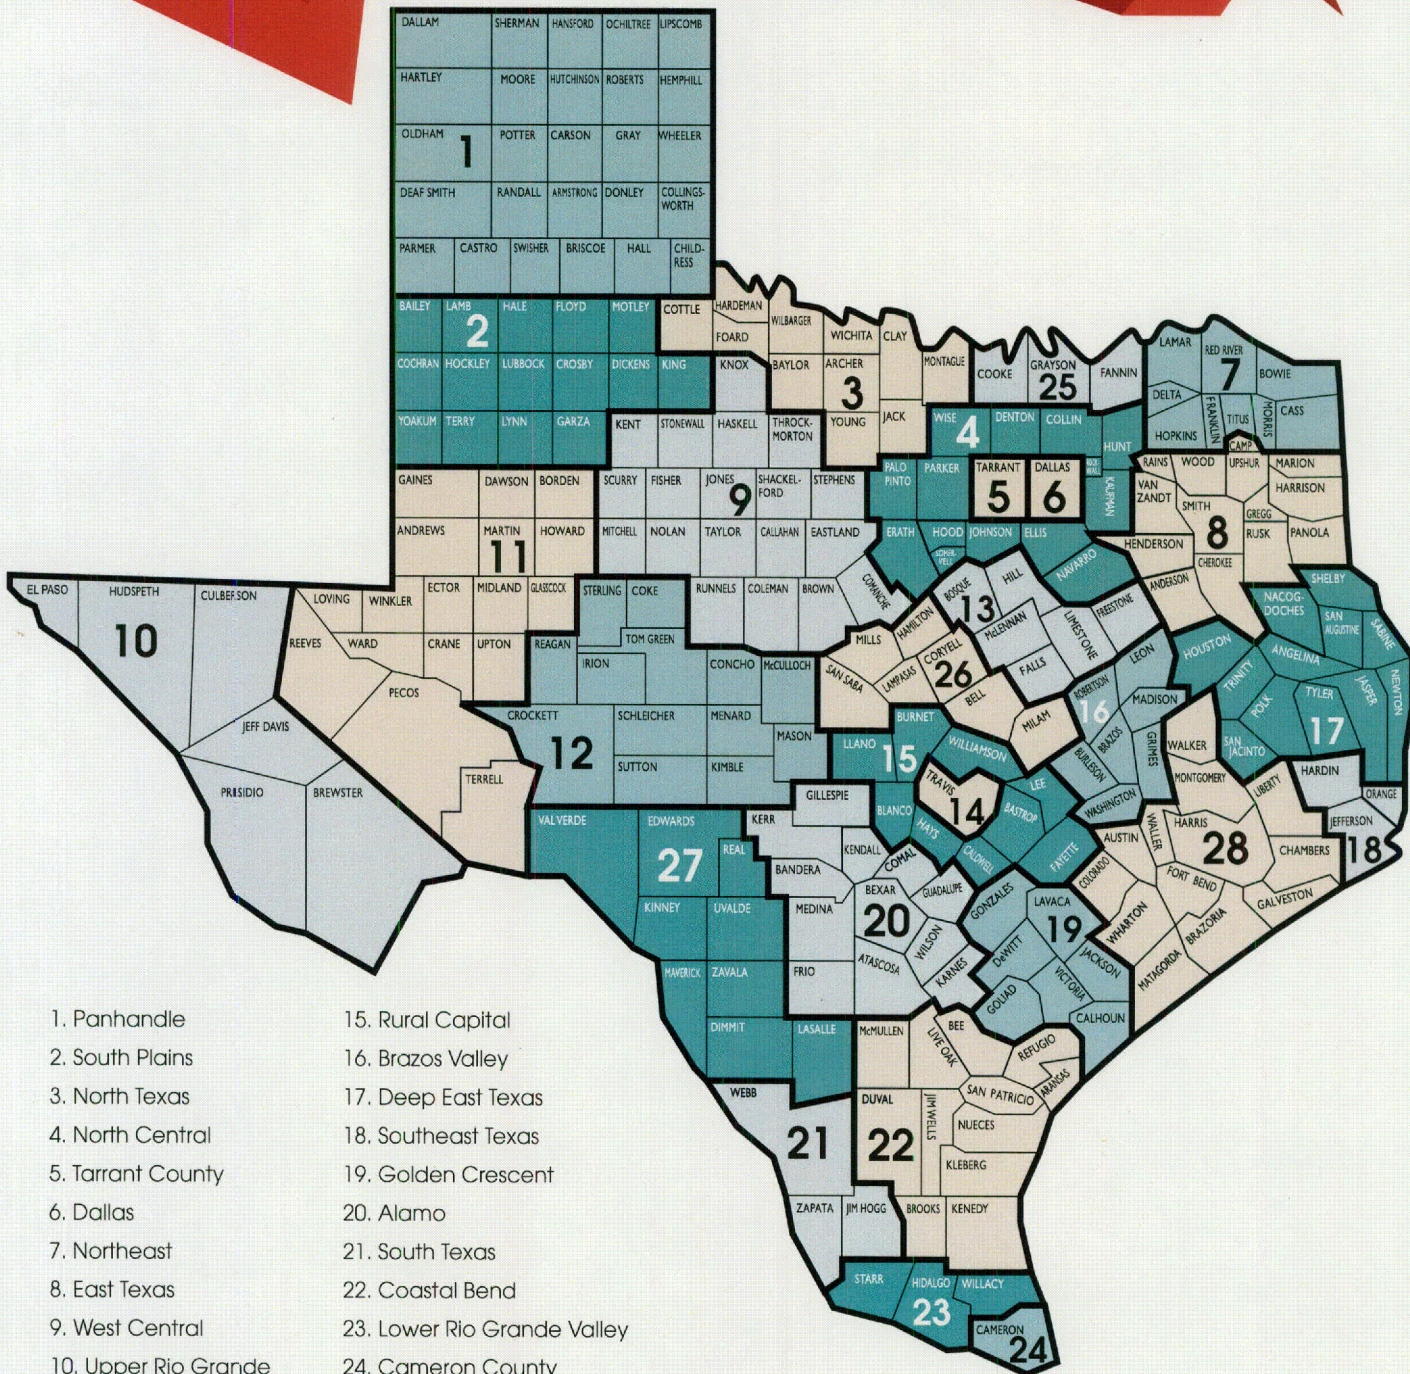 DALLAM SHERMAN HANSFORD OCHILTREE LIPSCOMB
HARTLEY MOORE HUTCHINSON ROBERTS HEMPHILL
OLDHAM 1 POTTER CARSON GRAY WHEELER
DEAF SMITH RANDALL ARMSTRONG DONLEY COLLINGS-
WORTH
PARMER CASTRO SWISHER BRISCOE HALL CHILD-
RESS
BAILEY LAMB HALE FLOYD MOTLEY
2
COCHRAN HOCKLEY LUBBOCK CROSBY DICKENS KING
YOAKUM TERRY LYNN GARZA
COTTLE HARDEMAN
FOARD WILBARGER WICHITA CLAY
BAYLOR ARCHER MONTAGUE
3
YOUNG JACK
COOKE GRAYSON FANNIN
25
LAMAR RED RIVER BOWIE
7
DELTA FRANKLIN TITUS MORRIS CASS
HOPKINS
CAMP
WISE 4 DENTON COLLIN HUNT
PALO
PINTO PARKER ROCK
WALL KAUFMAN
TARRANT
5
DALLAS
6
ERATH HOOD JOHNSON ELLIS
SOMER-
VELL NAVARRO
RAINS WOOD UPSHUR MARION
VAN
ZANDT SMITH HARRISON
GREGG
8 RUSK PANOLA
HENDERSON CHEROKEE
ANDERSON
KNOX
KENT STONEWALL HASKELL THROCK-
MORTON
SCURRY FISHER JONES SHACKEL-
FORD STEPHENS
9
MITCHELL NOLAN TAYLOR CALLAHAN EASTLAND
RUNNELS COLEMAN BROWN COMANCHE
GAINES DAWSON BORDEN
ANDREWS MARTIN HOWARD
11
LOVING WINKLER ECTOR MIDLAND GLASSCOCK
REEVES WARD CRANE UPTON
PECOS
TERRELL
EL PASO HUDSPETH CULBERSON
10
JEFF DAVIS
PRESIDIO BREWSTER
STERLING COKE
REAGAN TOM GREEN
IRION CONCHO McCULLOCH
CROCKETT SCHLEICHER MENARD
12 MASON
SUTTON KIMBLE
BOSQUE HILL
13
McLENNAN LIMESTONE FREESTONE
FALLS
MILLS HAMILTON
CORYELL
SAN SABA LAMPASAS 26
BELL
MILAM
LEON
ROBERTSON MADISON
16
BRAZOS GRIMES
BURLESON
WASHINGTON
SHELBY
NACOG-
DOCHES SAN
AUGUSTINE SABINE
HOUSTON ANGELINA
TRINITY POLK TYLER JASPER NEWTON
SAN
JACINTO 17
BURNET
LLANO 15 WILLIAMSON
BLANCO LEE
HAYS BASTROP
CALDWELL FAYETTE
TRAVIS
14
WALKER
MONTGOMERY LIBERTY
AUSTIN WALLER HARRIS
28 CHAMBERS
COLORADO FORT BEND
WHARTON GALVESTON
BRAZORIA
MATAGORDA
HARDIN
ORANGE
JEFFERSON
18
VAL VERDE EDWARDS
27 REAL
KINNEY UVALDE
MAVERICK ZAVALA
DIMMIT LASALLE
GILLESPIE
KERR
KENDALL COMAL
BANDERA
BEXAR GUADALUPE
MEDINA 20
WILSON
FRIO ATASCOSA KARNES
GONZALES LAVACA
19
DeWITT JACKSON
VICTORIA
GOLIAD
CALHOUN
WEBB
21
ZAPATA JIM HOGG
McMULLEN LIVE OAK BEE
REFUGIO
ARANSAS
DUVAL JIM WELLS SAN PATRICIO
22 NUECES
KLEBERG
BROOKS KENEDY
STARR HIDALGO WILLACY
23
CAMERON
24
1. Panhandle
2. South Plains
3. North Texas
4. North Central
5. Tarrant County
6. Dallas
7. Northeast
8. East Texas
9. West Central
10. Upper Rio Grande
15. Rural Capital
16. Brazos Valley
17. Deep East Texas
18. Southeast Texas
19. Golden Crescent
20. Alamo
21. South Texas
22. Coastal Bend
23. Lower Rio Grande Valley
24. Cameron County